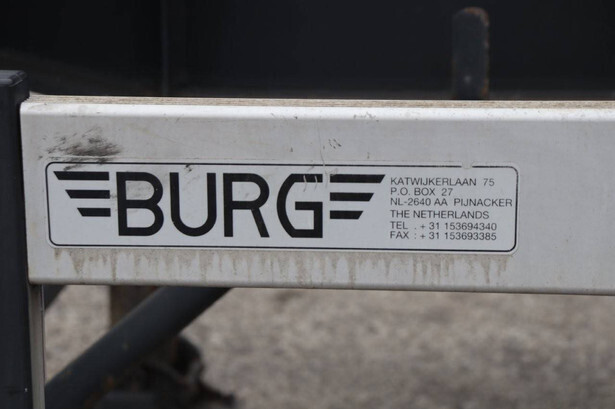 BURG
KATWIJKERLAAN 75
P.O. BOX 27
NL-2640 AA PIJNACKER
THE NETHERLANDS
TEL . + 31 153694340
FAX : + 31 153693385